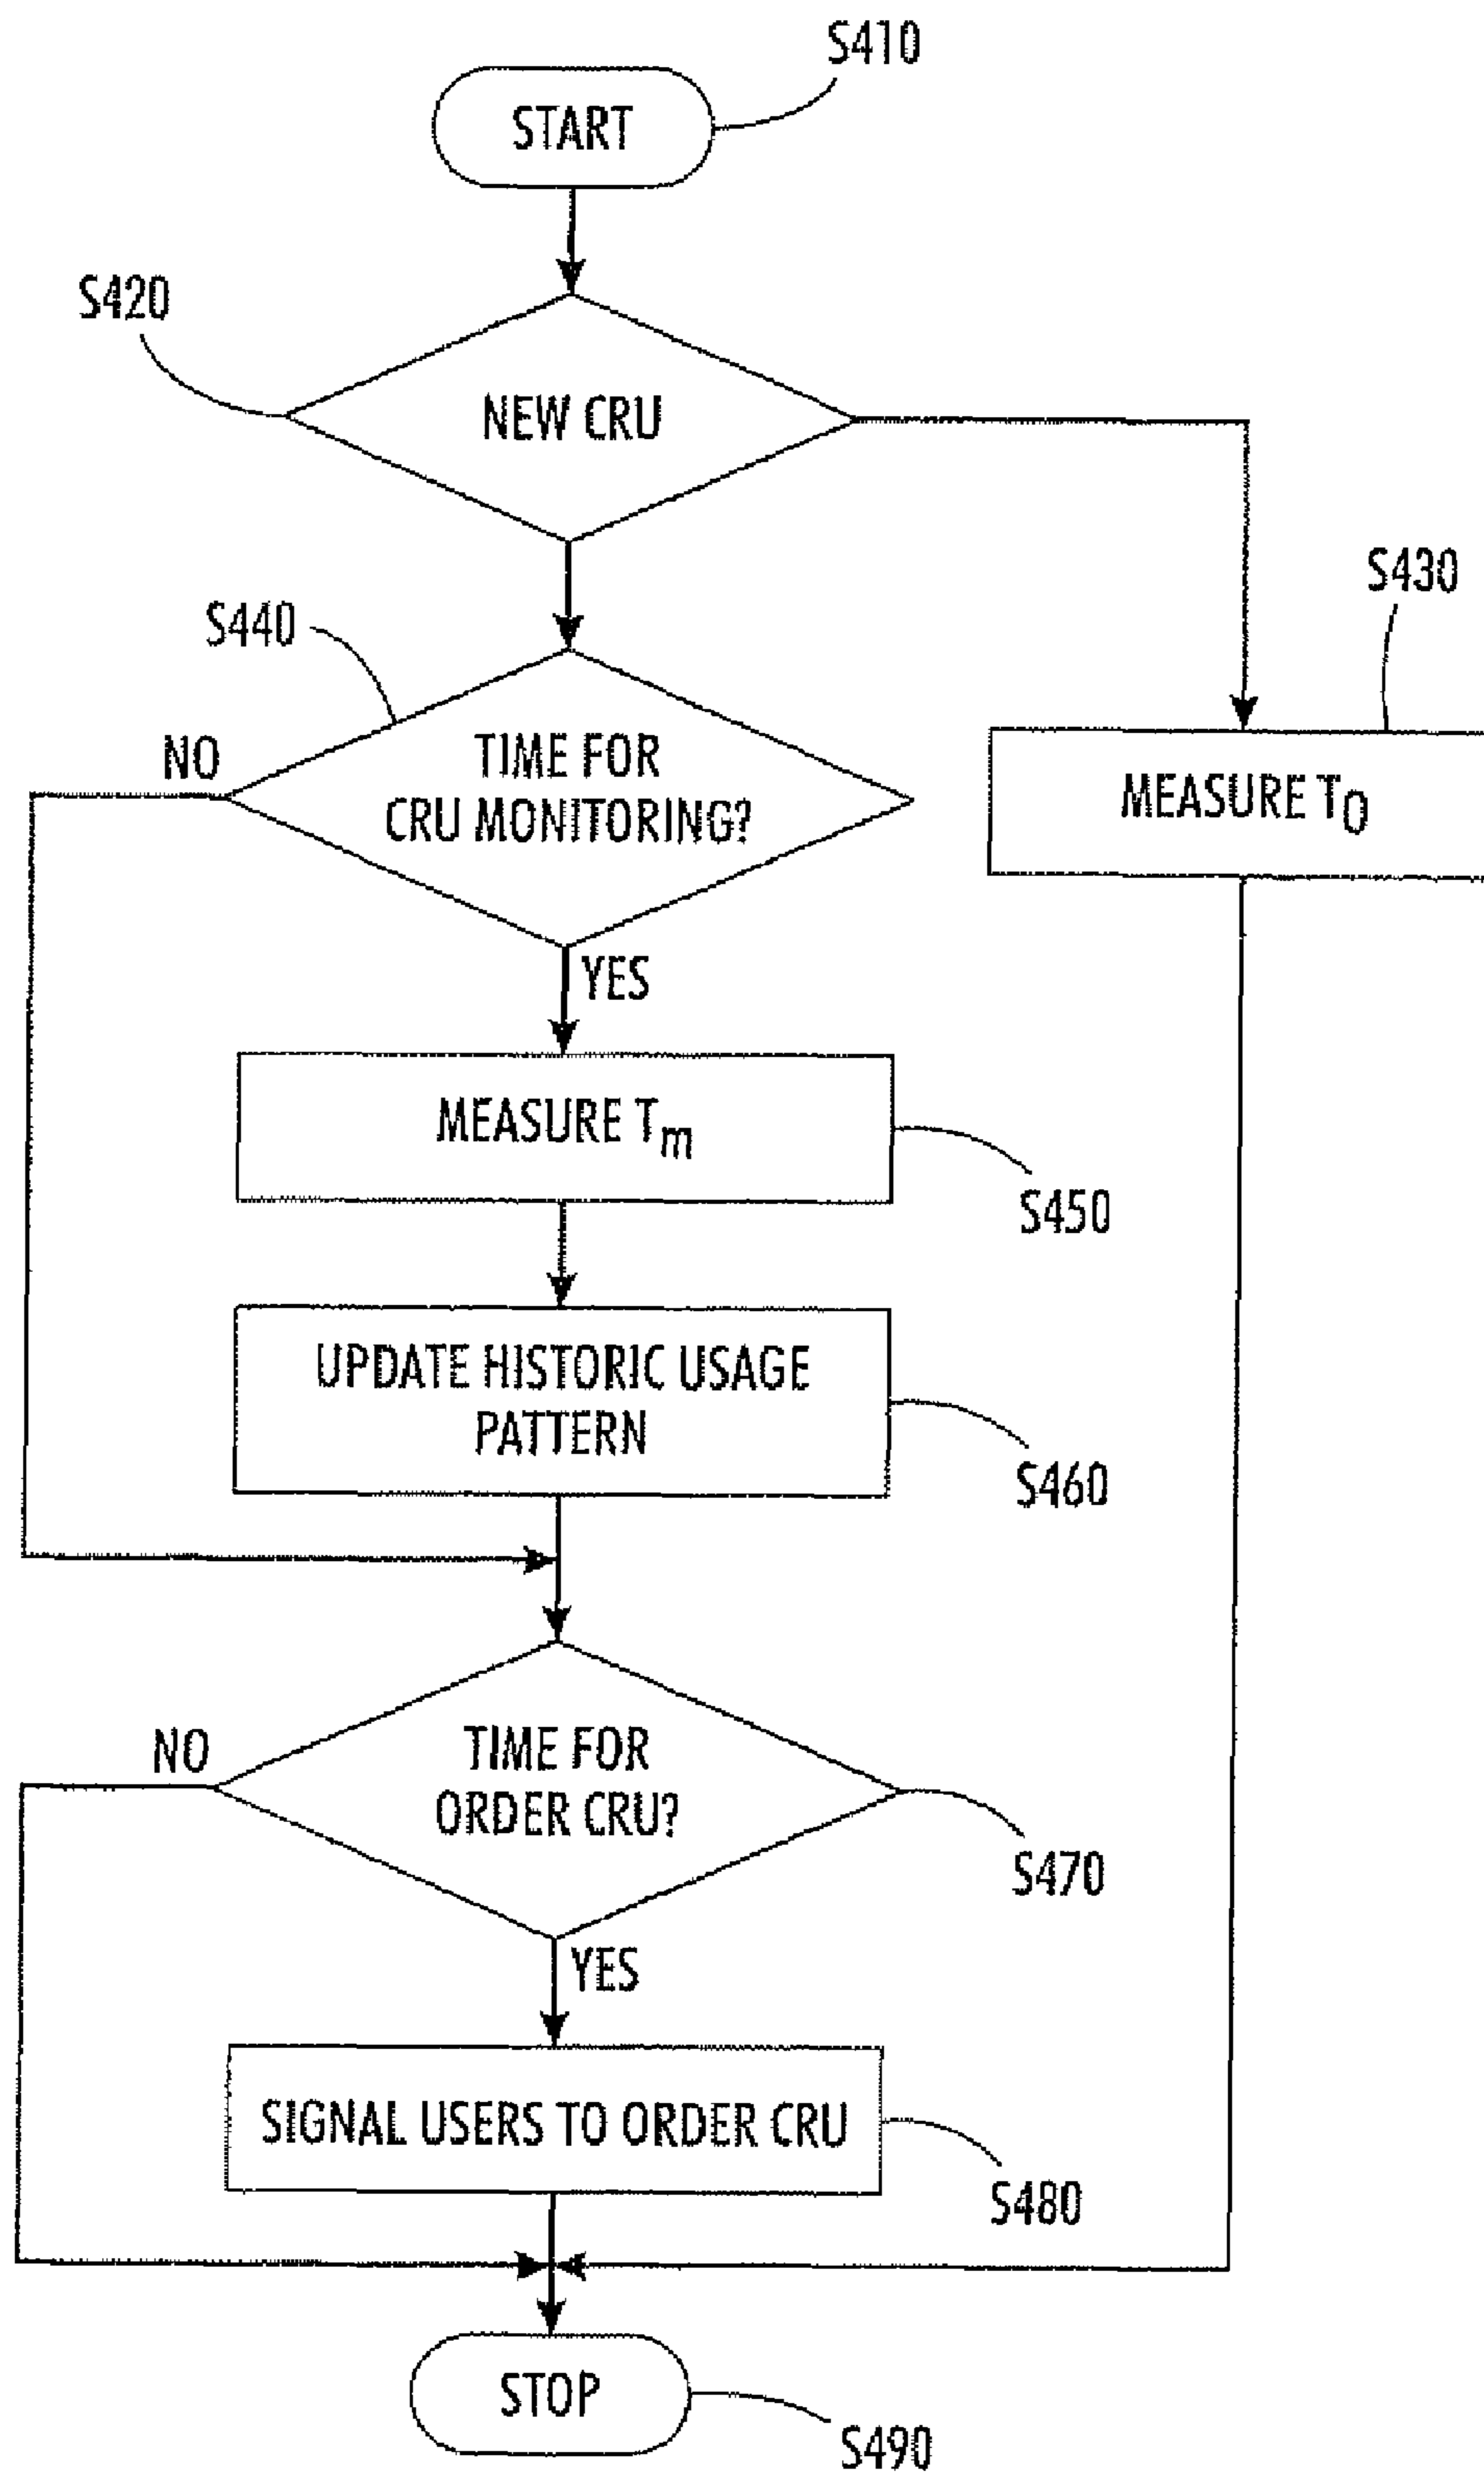 S410
START
S420
NEW CRU
S430
S440
NO
TIME FOR
CRU MONITORING?
MEASURE T0
YES
MEASURE Tm
S450
UPDATE HISTORIC USAGE
PATTERN
S460
NO
TIME FOR
ORDER CRU?
S470
YES
SIGNAL USERS TO ORDER CRU
S480
STOP
S490